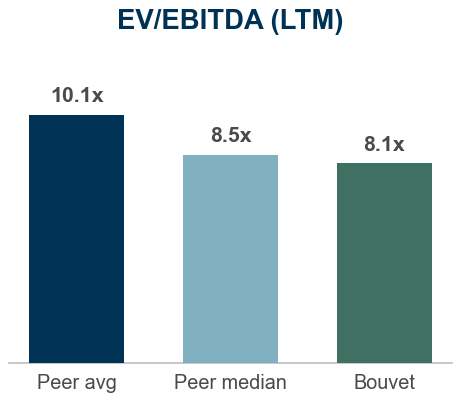 EV/EBITDA (LTM)
10.1x
8.5x
8.1x
Peer avg
Peer median
Bouvet